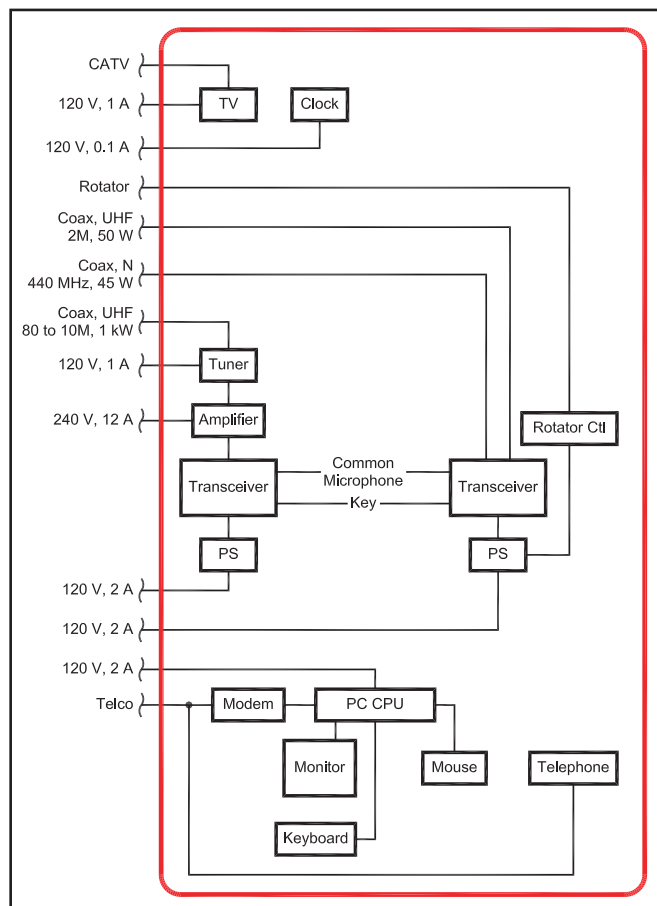 CATV
120 V, 1 A
TV
Clock
120 V, 0.1 A
Rotator
Coax, UHF
2M, 50 W
Coax, N
440 MHz, 45 W
Coax, UHF
80 to 10M, 1 kW
120 V, 1 A
Tuner
240 V, 12 A
Amplifier
Rotator Ctl
Transceiver
Common
Microphone
Key
Transceiver
PS
PS
120 V, 2 A
120 V, 2 A
120 V, 2 A
Telco
Modem
PC CPU
Monitor
Mouse
Telephone
Keyboard